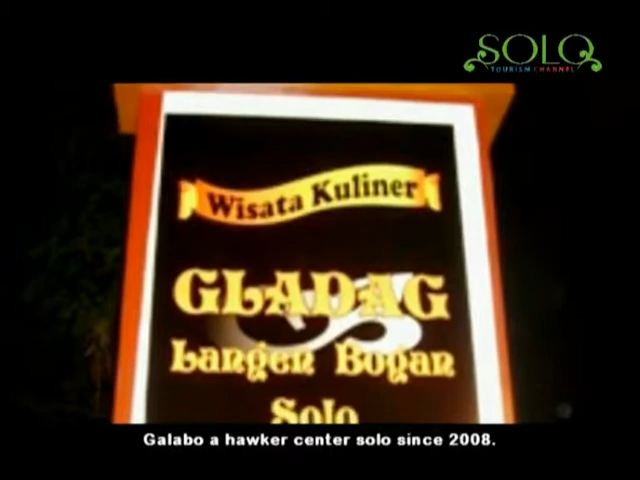 SOLO
TOURISM CHANNEL
Wisata Kuliner
GLADAG
Langen Bogan
Solo
Galabo a hawker center solo since 2008.